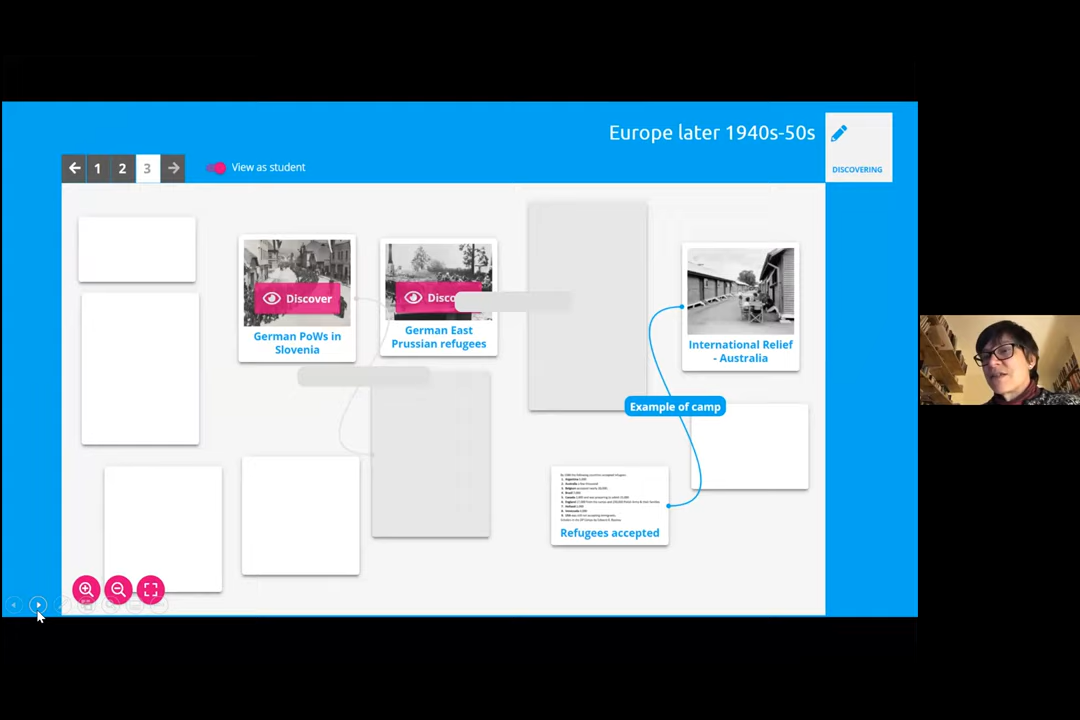 Europe later 1940s-50s
DISCOVERING
1 2 3
View as student
Discover
German PoWs in
Slovenia
Disco
German East
Prussian refugees
International Relief
- Australia
Example of camp
Refugees accepted